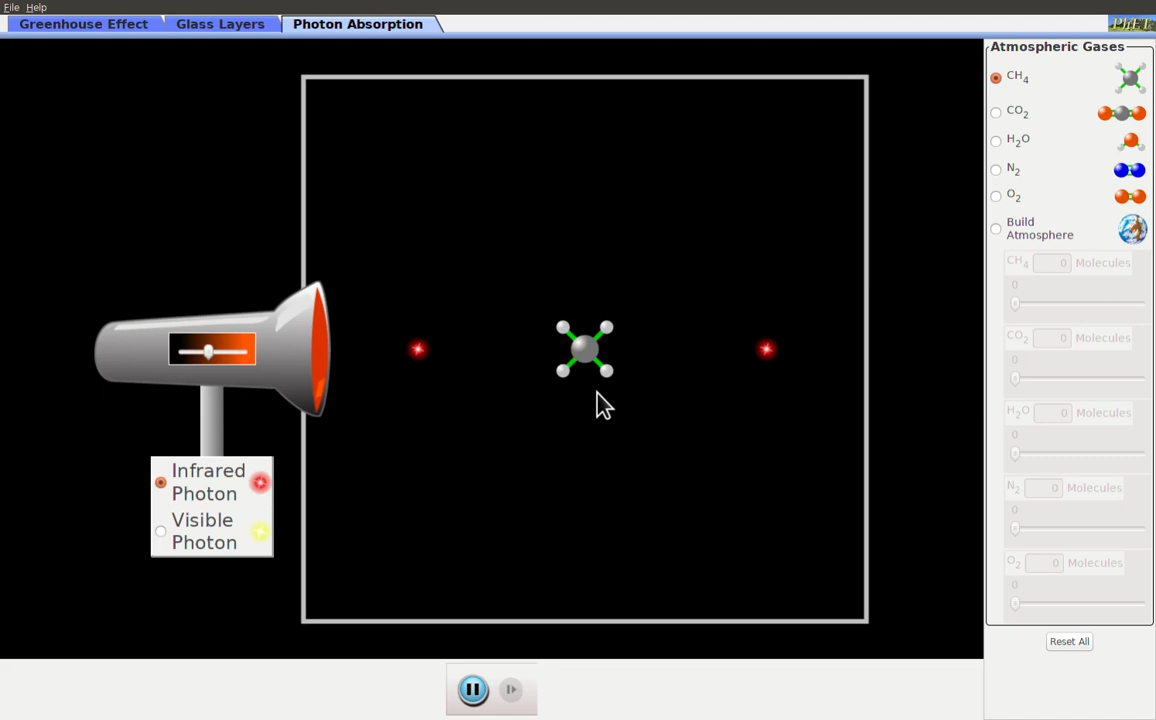 File Help
Greenhouse Effect Glass Layers Photon Absorption PhET
Atmospheric Gases
CH4
CO2
H2O
N2
O2
Build
Atmosphere
CH4 0 Molecules
0
CO2 0 Molecules
0
H2O 0 Molecules
0
N2 0 Molecules
0
O2 0 Molecules
0
Infrared
Photon
Visible
Photon
Reset All